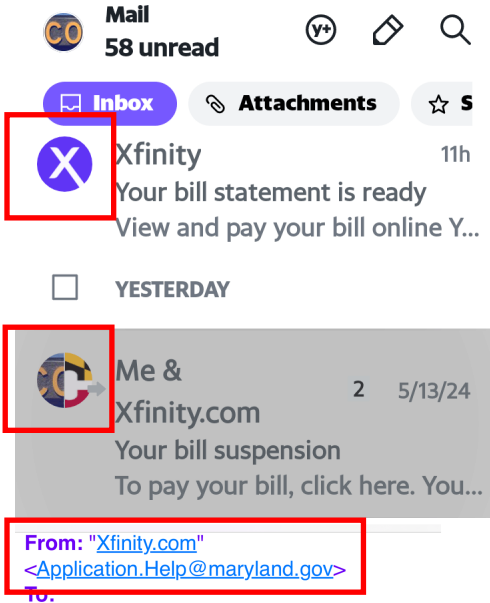 CO
Mail
58 unread
y+
Inbox
Attachments
S
X
Xfinity
11h
Your bill statement is ready
View and pay your bill online Y...
YESTERDAY
CO
C
Me &
Xfinity.com
2
5/13/24
Your bill suspension
To pay your bill, click here. You...
From: "Xfinity.com"
<Application.Help@maryland.gov>
To: